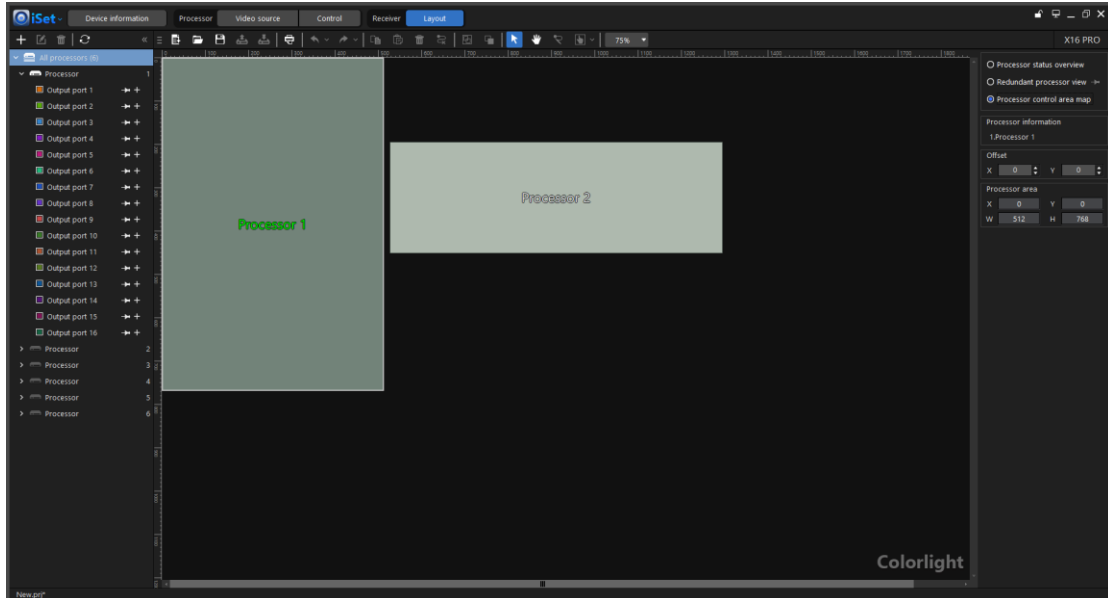 iSet
Device information
Processor
Video source
Control
Receiver
Layout
75%
X16 PRO
All processors (6)
Processor 1
Output port 1
Output port 2
Output port 3
Output port 4
Output port 5
Output port 6
Output port 7
Output port 8
Output port 9
Output port 10
Output port 11
Output port 12
Output port 13
Output port 14
Output port 15
Output port 16
Processor 2
Processor 3
Processor 4
Processor 5
Processor 6
Processor 1
Processor 2
Colorlight
Processor status overview
Redundant processor view
Processor control area map
Processor information
1.Processor 1
Offset
X 0 Y 0
Processor area
X 0 Y 0
W 512 H 768
New.prj*